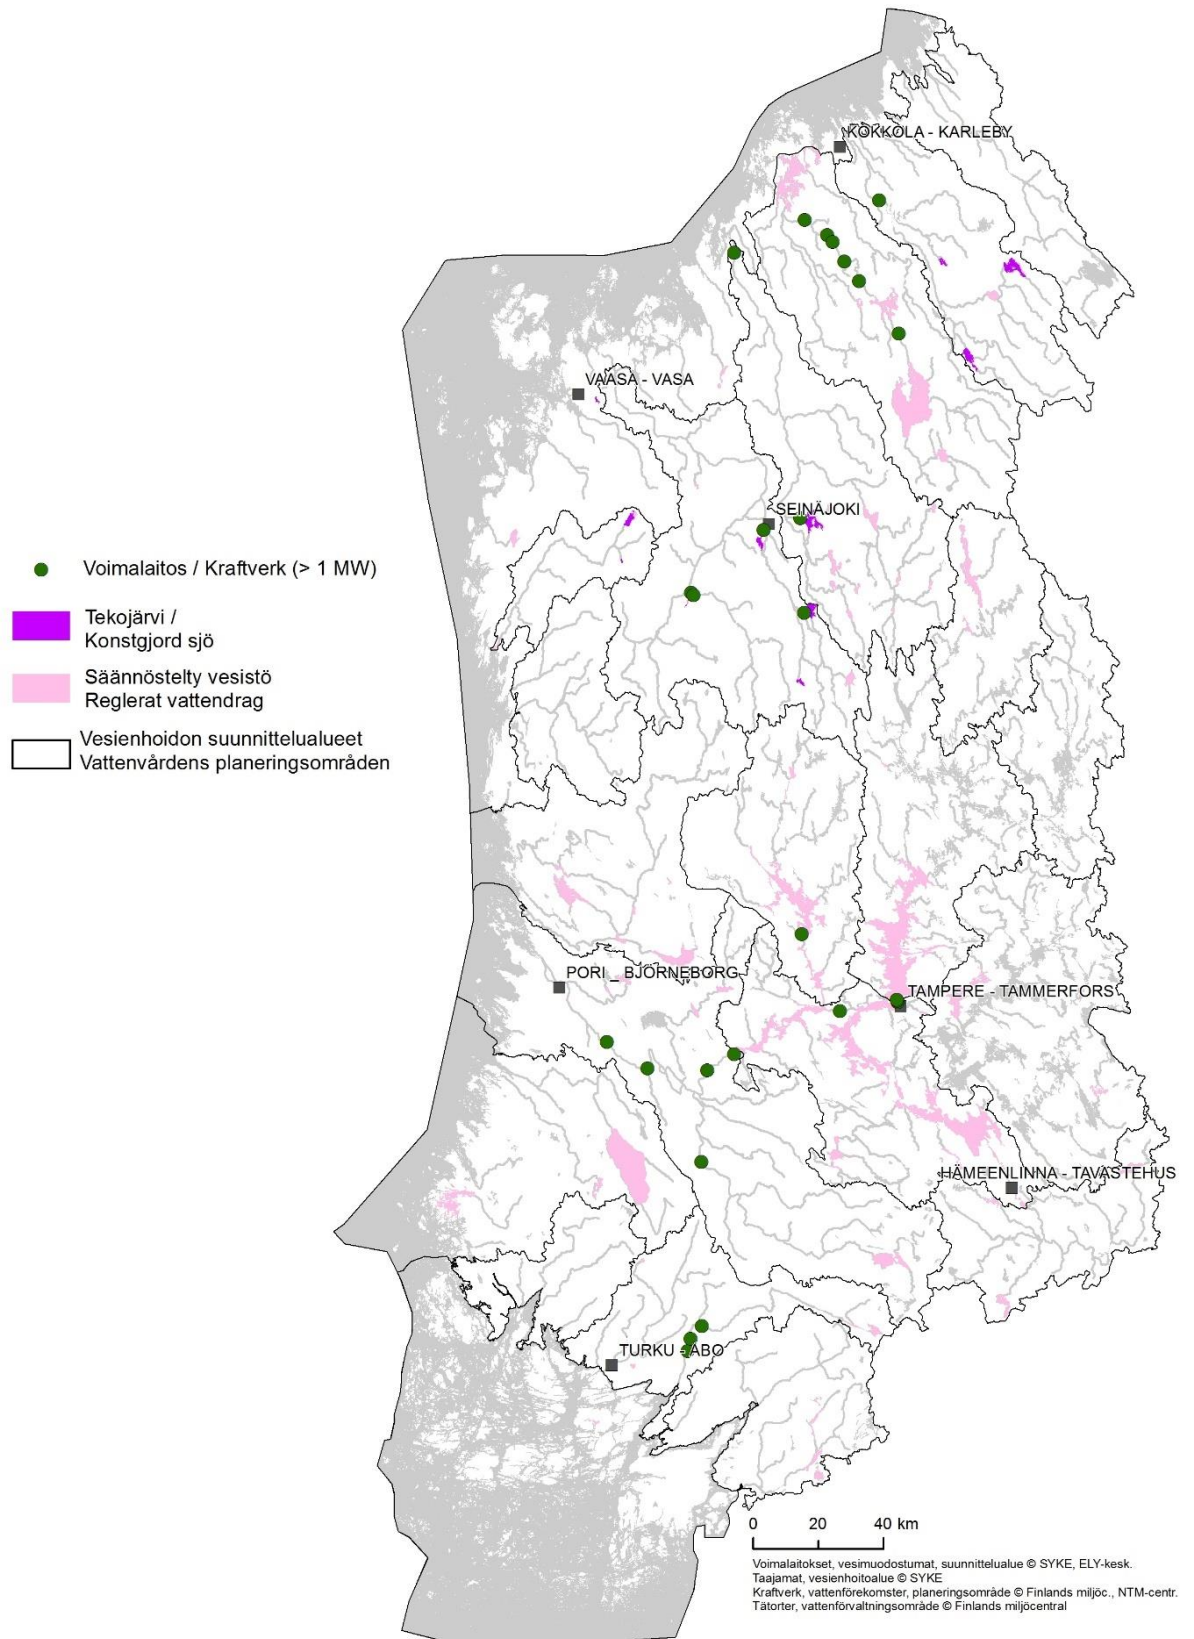 KOKKOLA - KARLEBY
VAASA - VASA
SEINÄJOKI
Voimalaitos / Kraftverk (> 1 MW)
Tekojärvi /
Konstgjord sjö
Säännöstelty vesistö
Reglerat vattendrag
Vesienhoidon suunnittelualueet
Vattenvårdens planeringsområden
PORI _ BJÖRNEBORG
TAMPERE - TAMMERFORS
HÄMEENLINNA - TAVASTEHUS
TURKU - ÅBO
0 20 40 km
Voimalaitokset, vesimuodostumat, suunnittelualue © SYKE, ELY-kesk.
Taajamat, vesienhoitoalue © SYKE
Kraftverk, vattenförekomster, planeringsområde © Finlands miljöc., NTM-centr.
Tätorter, vattenförvaltningsområde © Finlands miljöcentral